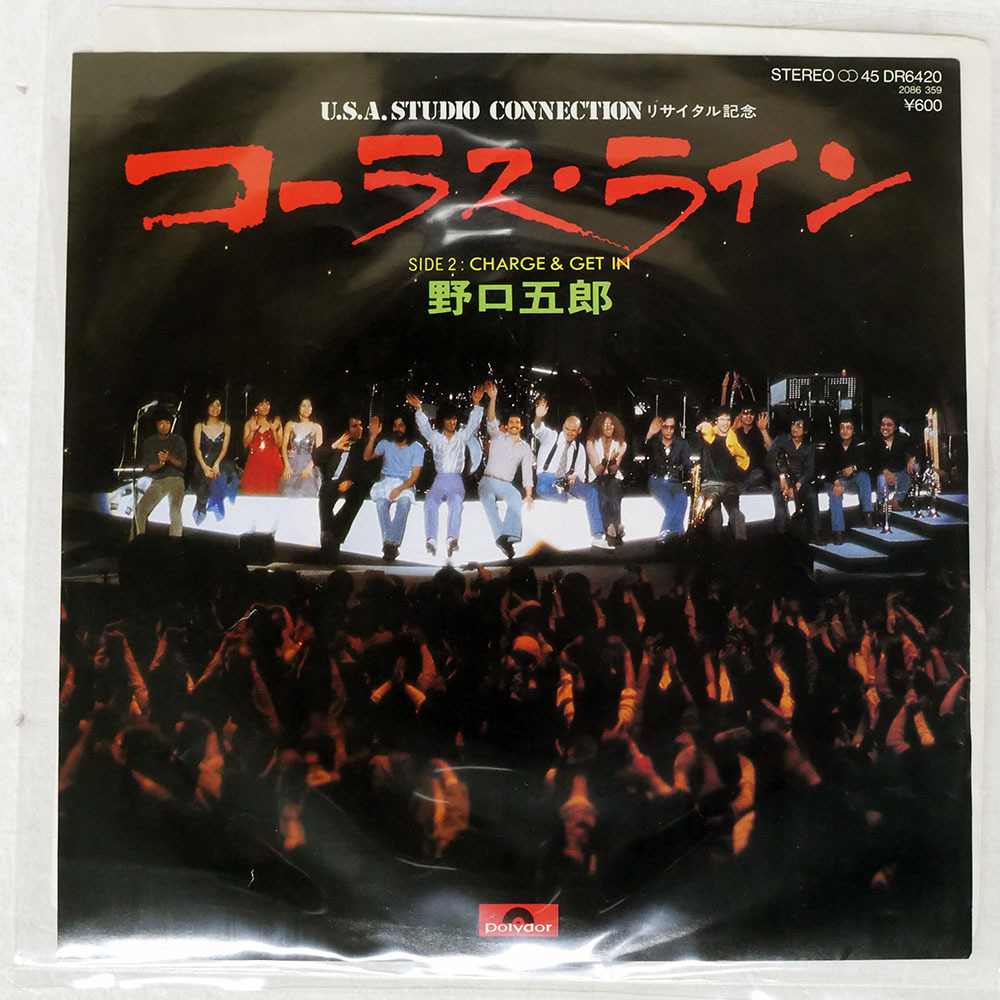 STEREO ↀ 45 DR6420
2086 359
¥600
U.S.A. STUDIO CONNECTION リサイタル記念
コーラス・ライン
SIDE 2 : CHARGE & GET IN
野口五郎
polydor